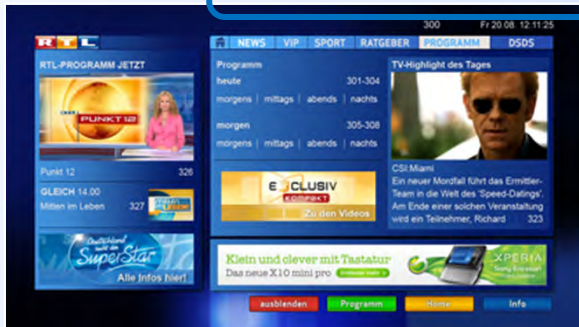 300 Fr 20.08. 12:11:25
RTL
NEWS VIP SPORT RATGEBER PROGRAMM DSDS
RTL-PROGRAMM JETZT
PUNKT 12
Punkt 12 326
GLEICH 14.00
Mitten im Leben 327
Deutschland
sucht den
SuperStar
Alle Infos hier!
Programm
heute 301-304
morgens | mittags | abends | nachts
morgen 305-308
morgens | mittags | abends | nachts
EXCLUSIV
KOMPAKT
Zu den Videos
TV-Highlight des Tages
CSI:Miami
Ein neuer Mordfall führt das Ermittler-
Team in die Welt des 'Speed-Datings'.
Am Ende einer solchen Veranstaltung
wird ein Teilnehmer, Richard 323
Klein und clever mit Tastatur
Das neue X10 mini pro
XPERIA
Sony Ericsson
ausblenden Programm Home Info